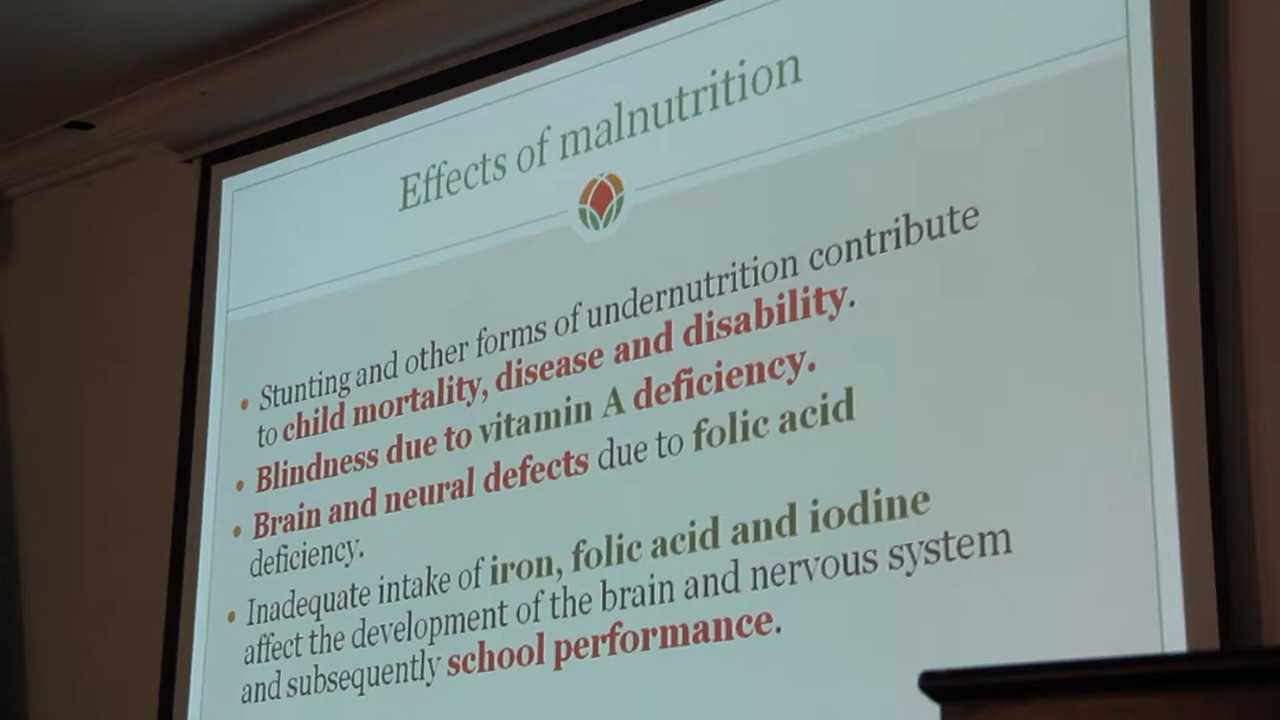 Effects of malnutrition
• Stunting and other forms of undernutrition contribute
to child mortality, disease and disability.
• Blindness due to vitamin A deficiency.
• Brain and neural defects due to folic acid
deficiency.
• Inadequate intake of iron, folic acid and iodine
affect the development of the brain and nervous system
and subsequently school performance.